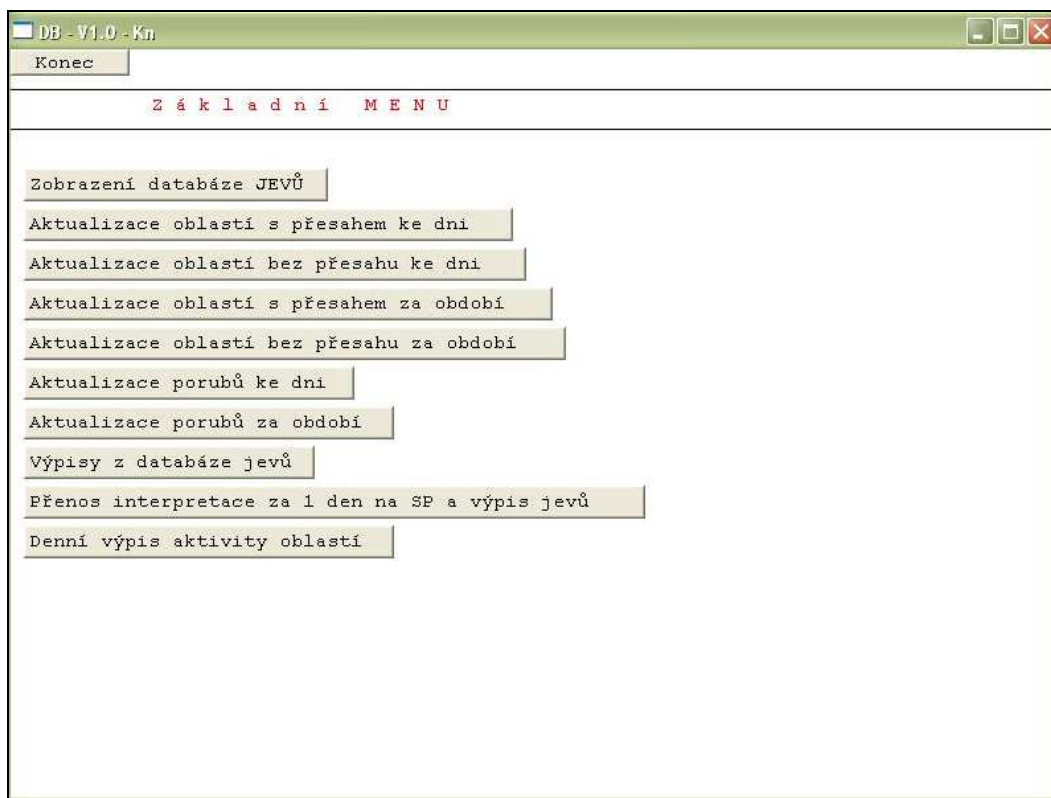 DB - V1.0 - Kn
Konec
Základní MENU
Zobrazení databáze JEVŮ
Aktualizace oblastí s přesahem ke dni
Aktualizace oblastí bez přesahu ke dni
Aktualizace oblastí s přesahem za období
Aktualizace oblastí bez přesahu za období
Aktualizace porubů ke dni
Aktualizace porubů za období
Výpisy z databáze jevů
Přenos interpretace za 1 den na SP a výpis jevů
Denní výpis aktivity oblastí